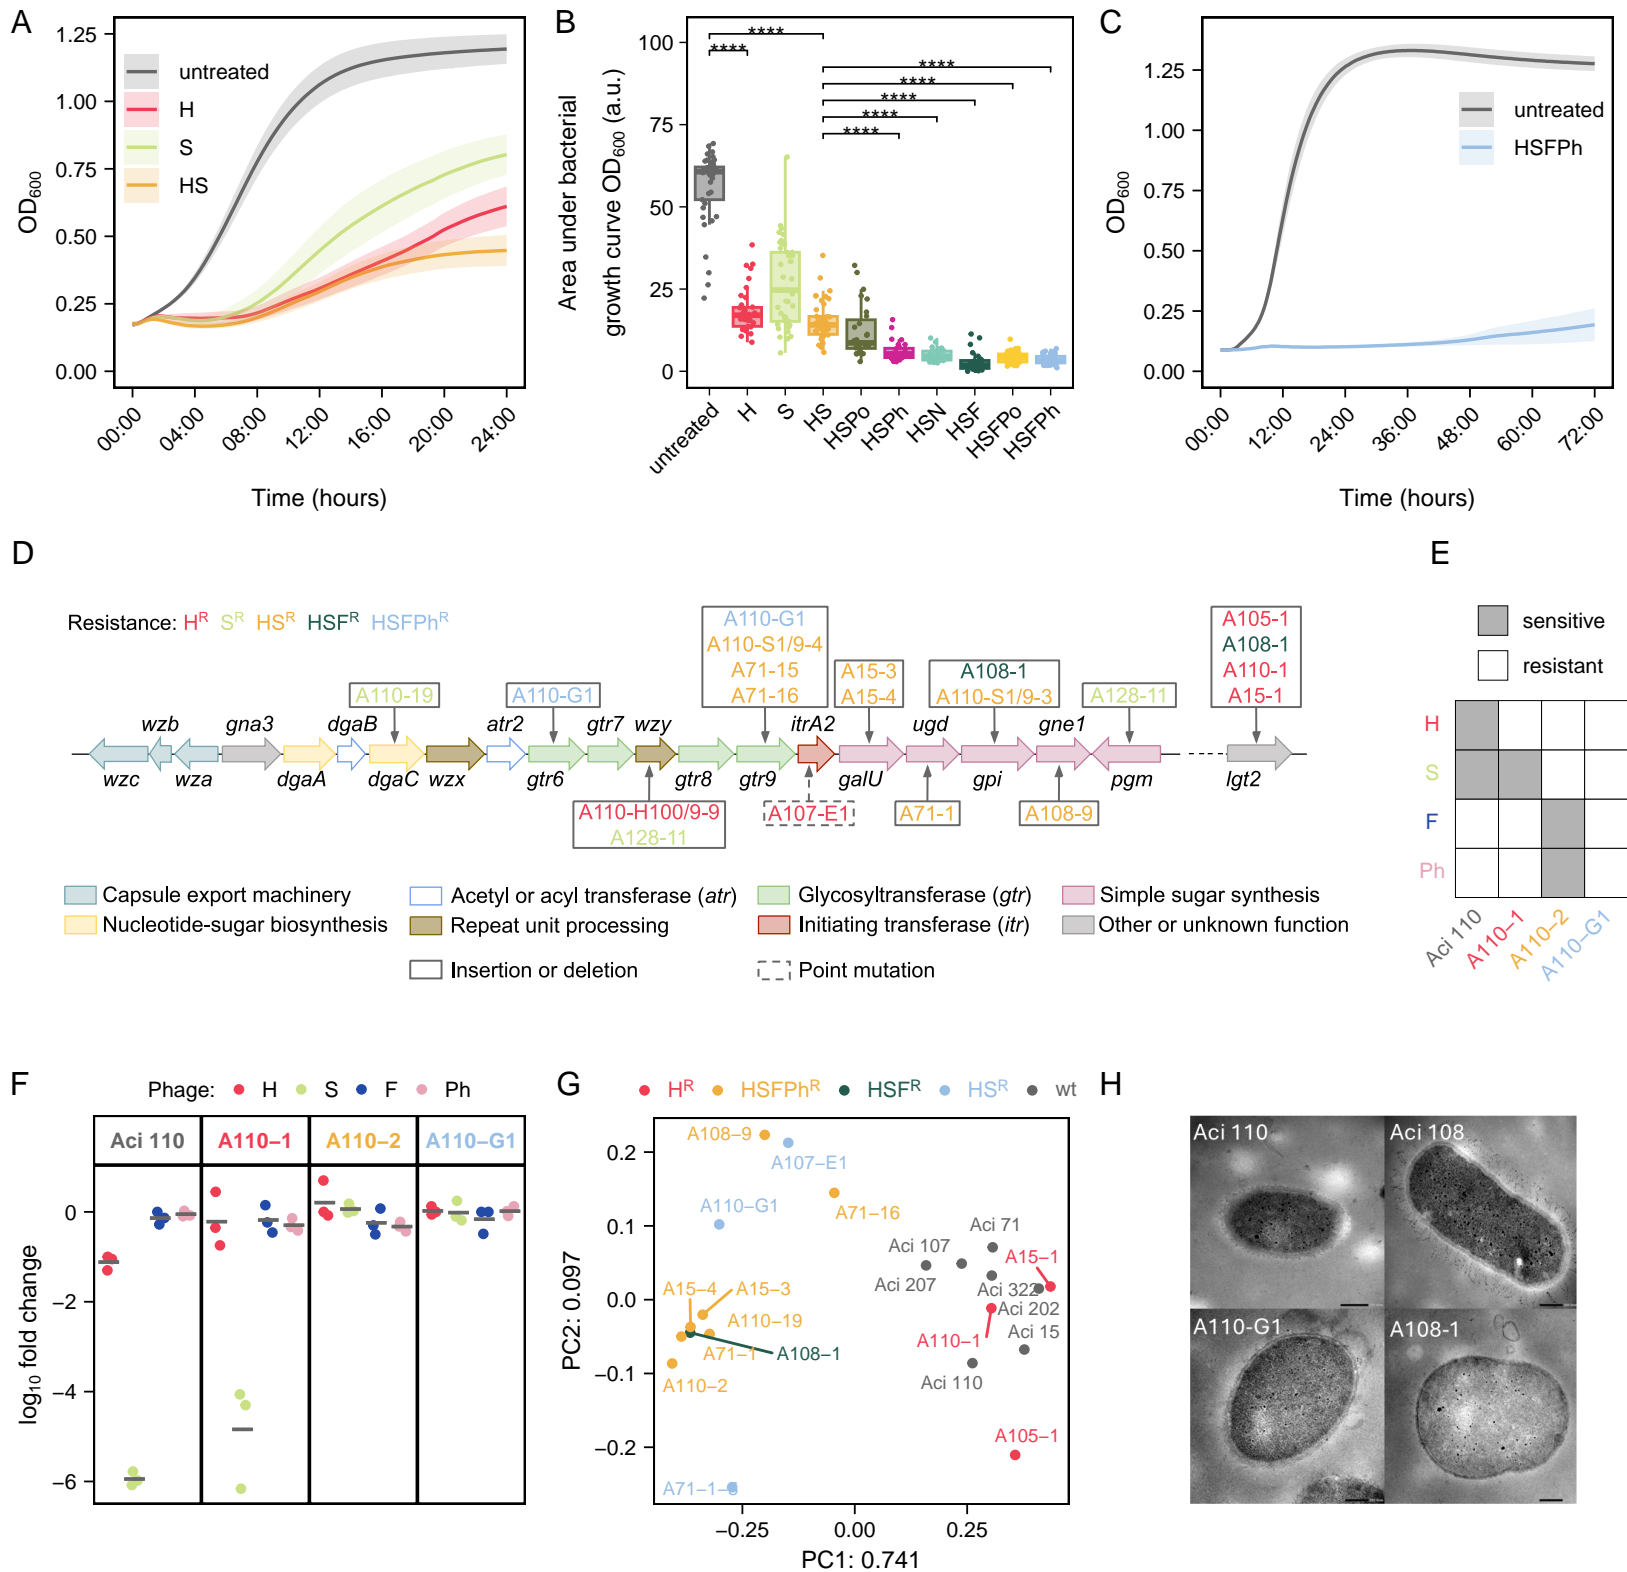 A
1.25
1.00
0.75
0.50
0.25
0.00
OD600
untreated
H
S
HS
00:00
04:00
08:00
12:00
16:00
20:00
24:00
Time (hours)
B
Area under bacterial
growth curve OD600 (a.u.)
100
75
50
25
0
****
****
****
****
****
****
****
untreated
H
S
HS
HSPo
HSPh
HSN
HSF
HSFPo
HSFPh
C
1.25
1.00
0.75
0.50
0.25
0.00
OD600
untreated
HSFPh
00:00
12:00
24:00
36:00
48:00
60:00
72:00
Time (hours)
D
Resistance: H^R S^R HS^R HSF^R HSFPh^R
A110-19
A110-G1
A110-G1
A110-S1/9-4
A71-15
A71-16
A15-3
A15-4
A108-1
A110-S1/9-3
A128-11
A105-1
A108-1
A110-1
A15-1
wzb gna3 dgaB atr2 gtr7 wzy itrA2 ugd gne1
wzc wza dgaA dgaC wzx gtr6 gtr8 gtr9 galU gpi pgm lgt2
A110-H100/9-9
A128-11
A107-E1
A71-1
A108-9
Capsule export machinery
Acetyl or acyl transferase (atr)
Glycosyltransferase (gtr)
Simple sugar synthesis
Nucleotide-sugar biosynthesis
Repeat unit processing
Initiating transferase (itr)
Other or unknown function
Insertion or deletion
Point mutation
E
sensitive
resistant
H
S
F
Ph
Aci 110
A110–1
A110–2
A110–G1
F
Phage: H S F Ph
Aci 110
A110–1
A110–2
A110–G1
log10 fold change
0
−2
−4
−6
G
H^R HSFPh^R HSF^R HS^R wt
PC2: 0.097
0.2
0.1
0.0
−0.1
−0.2
A108–9
A107–E1
A110–G1
A71–16
Aci 71
Aci 107
A15–1
Aci 207
Aci 322
A15–4
A15–3
Aci 202
A110–19
A110–1
Aci 15
A71–1
A108–1
A110–2
Aci 110
A105–1
−0.25
0.00
0.25
PC1: 0.741
H
Aci 110
Aci 108
A110-G1
A108-1